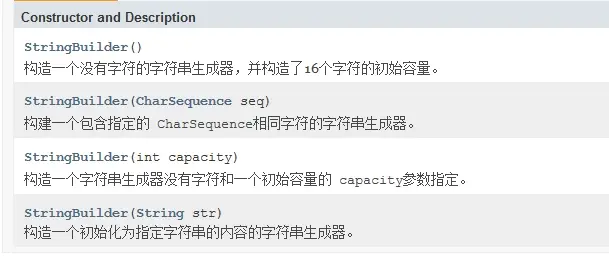 Constructor and Description
StringBuilder()
构造一个没有字符的字符串生成器，并构造了16个字符的初始容量。
StringBuilder(CharSequence seq)
构建一个包含指定的 CharSequence相同字符的字符串生成器。
StringBuilder(int capacity)
构造一个字符串生成器没有字符和一个初始容量的 capacity参数指定。
StringBuilder(String str)
构造一个初始化为指定字符串的内容的字符串生成器。